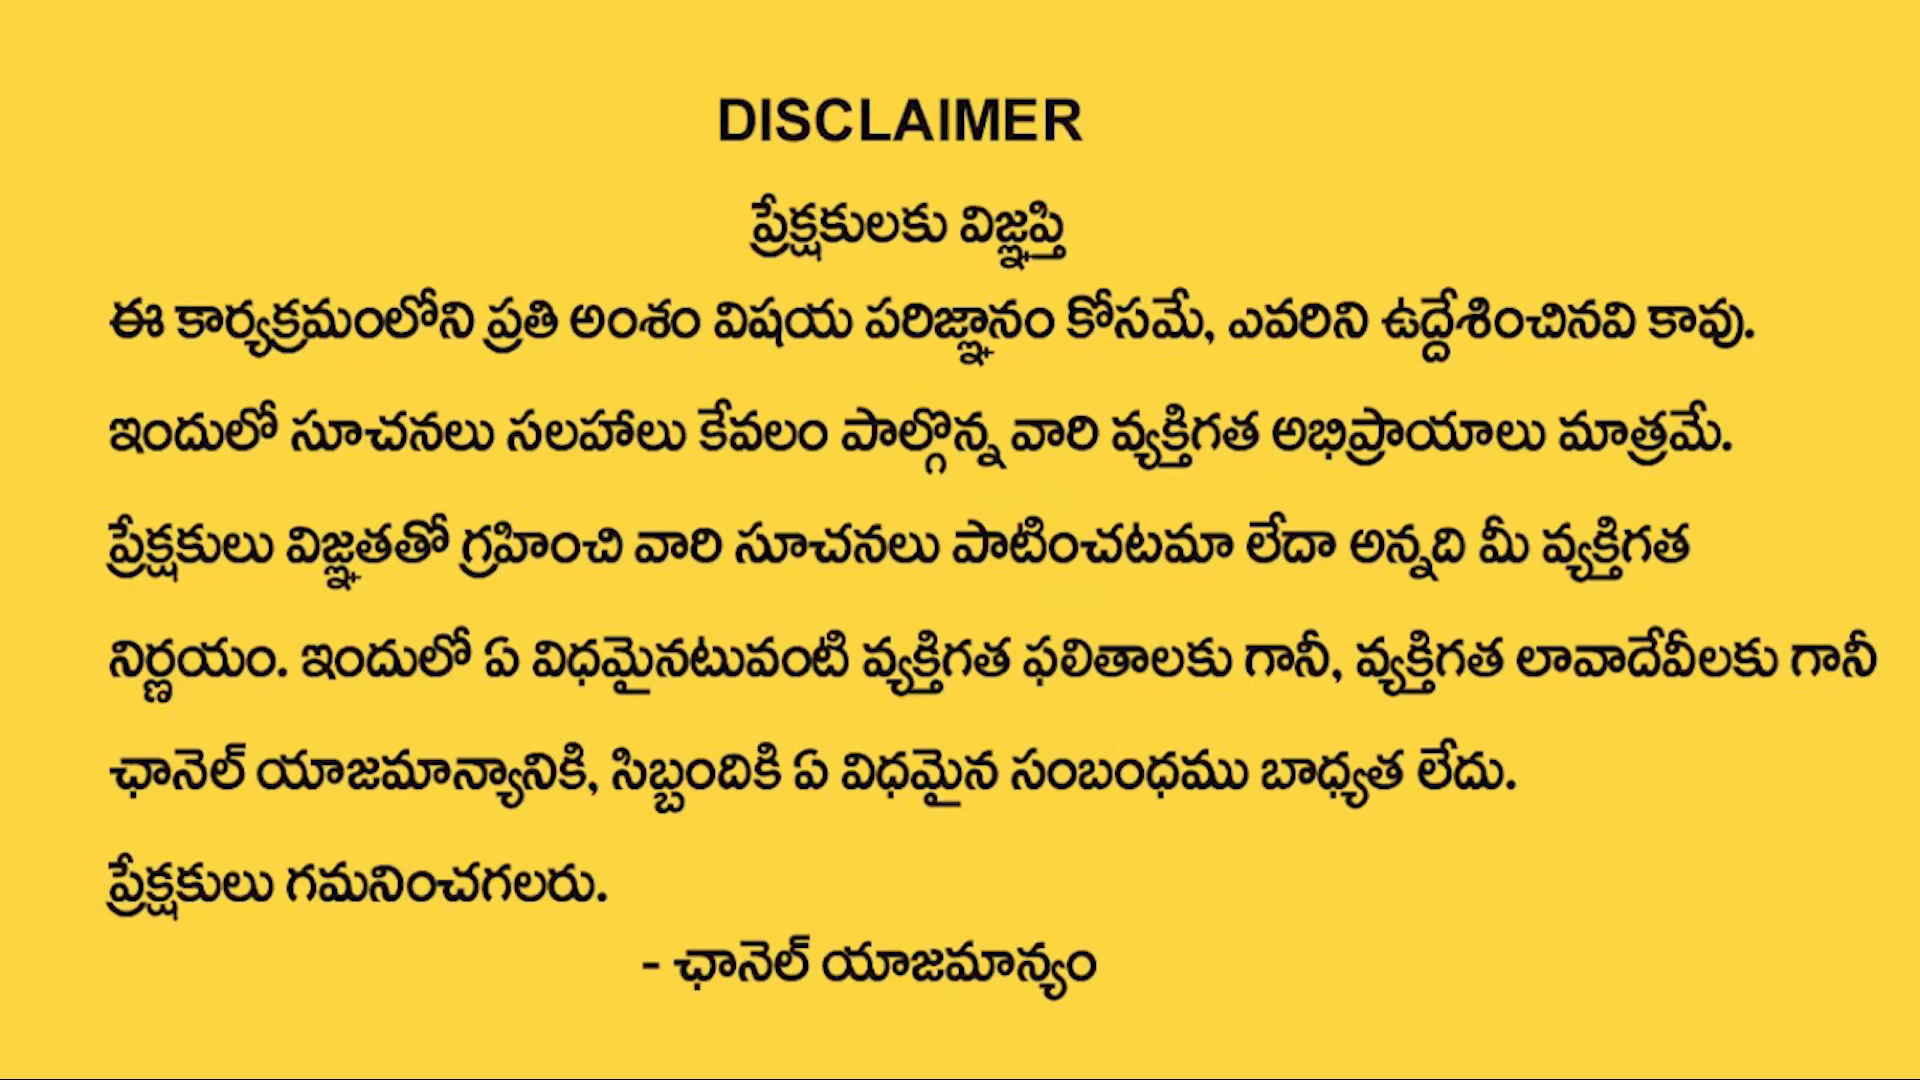 DISCLAIMER
ప్రేక్షకులకు విజ్ఞప్తి
ఈ కార్యక్రమంలోని ప్రతి అంశం విషయ పరిజ్ఞానం కోసమే, ఎవరిని ఉద్దేశించినవి కావు.
ఇందులో సూచనలు సలహాలు కేవలం పాల్గొన్న వారి వ్యక్తిగత అభిప్రాయాలు మాత్రమే.
ప్రేక్షకులు విజ్ఞతతో గ్రహించి వారి సూచనలు పాటించటమా లేదా అన్నది మీ వ్యక్తిగత
నిర్ణయం. ఇందులో ఏ విధమైనటువంటి వ్యక్తిగత ఫలితాలకు గానీ, వ్యక్తిగత లావాదేవీలకు గానీ
ఛానెల్ యాజమాన్యానికి, సిబ్బందికి ఏ విధమైన సంబంధము బాధ్యత లేదు.
ప్రేక్షకులు గమనించగలరు.
- ఛానెల్ యాజమాన్యం